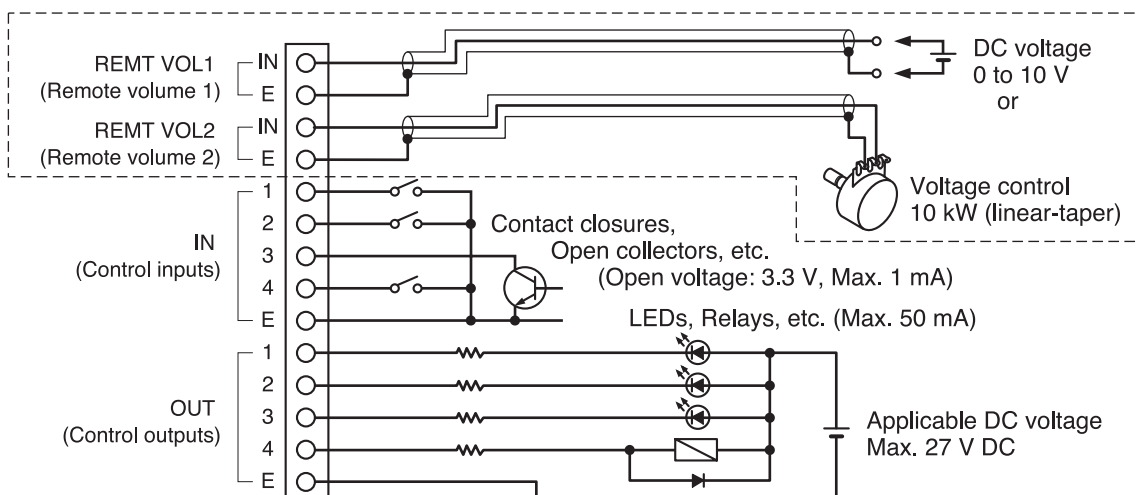 REMT VOL1
(Remote volume 1)
IN
E
REMT VOL2
(Remote volume 2)
IN
E
DC voltage
0 to 10 V
or
Voltage control
10 kW (linear-taper)
IN
(Control inputs)
1
2
3
4
E
Contact closures,
Open collectors, etc.
(Open voltage: 3.3 V, Max. 1 mA)
LEDs, Relays, etc. (Max. 50 mA)
OUT
(Control outputs)
1
2
3
4
E
Applicable DC voltage
Max. 27 V DC